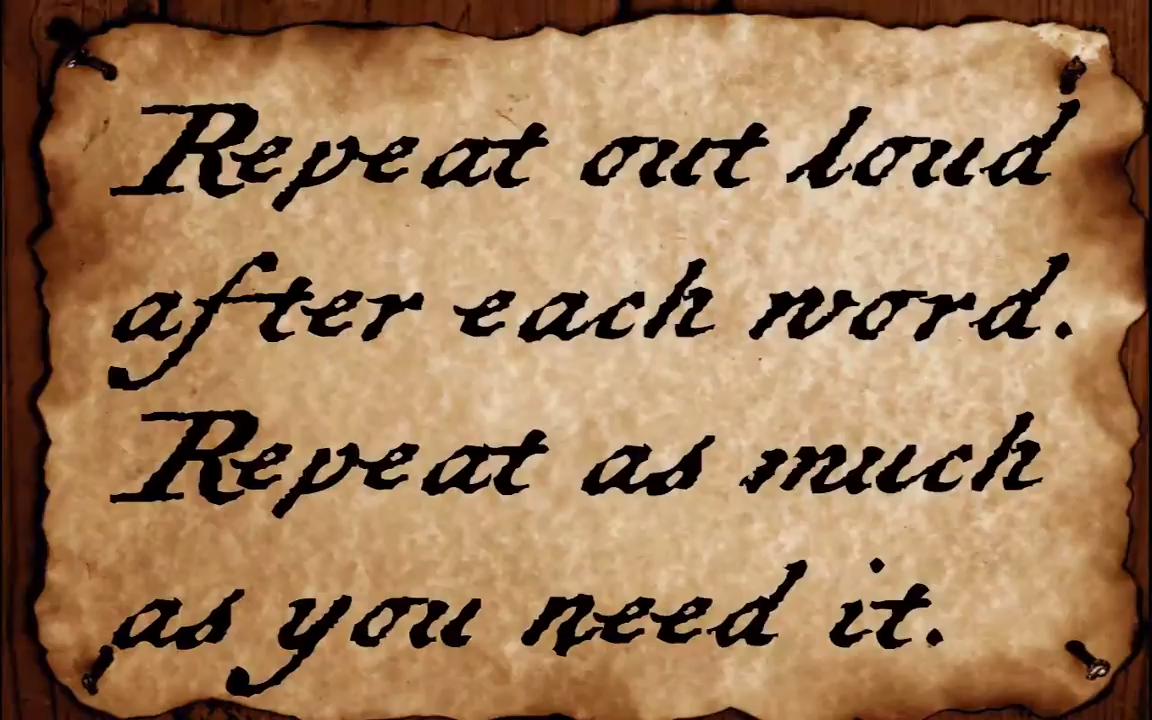 Repeat out loud
after each word.
Repeat as much
as you need it.